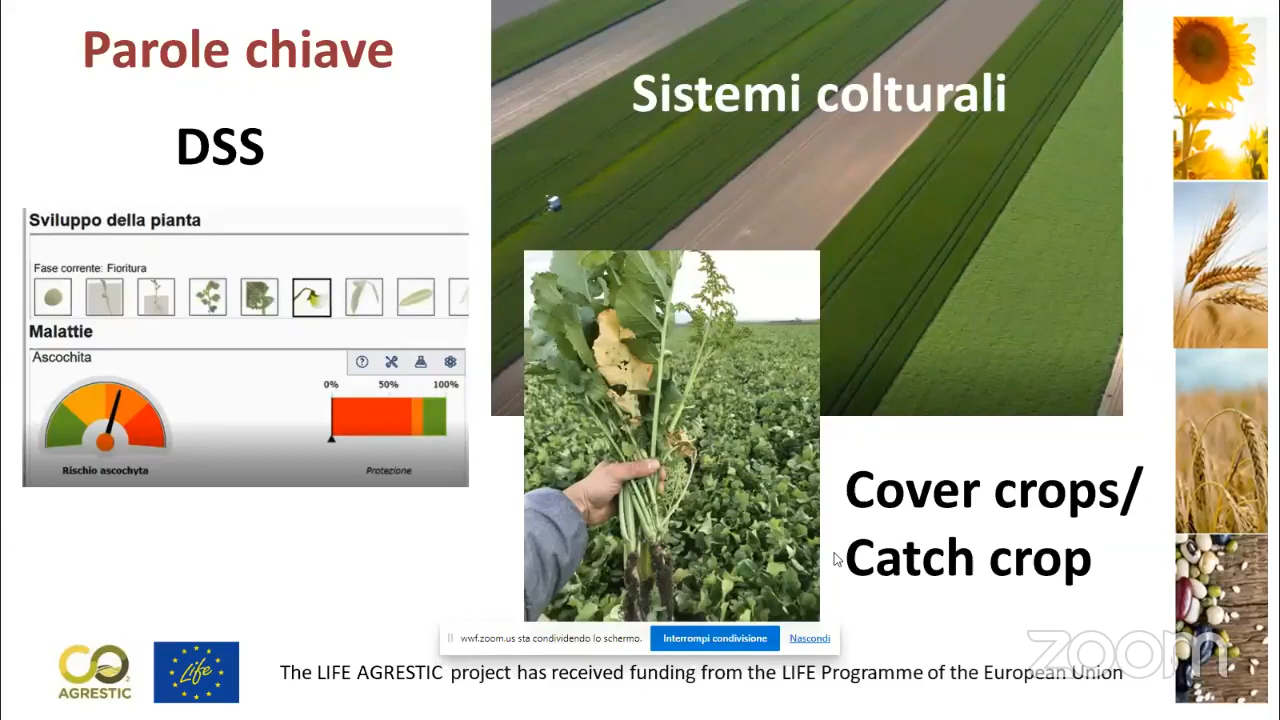 Parole chiave
DSS
Sistemi colturali
Sviluppo della pianta
Fase corrente: Fioritura
Malattie
Ascochita
0% 50% 100%
Rischio ascochyta
Protezione
Cover crops/
Catch crop
wwf.zoom.us sta condividendo lo schermo.
Interrompi condivisione
Nascondi
CO2
AGRESTIC
Life
The LIFE AGRESTIC project has received funding from the LIFE Programme of the European Union
zoom